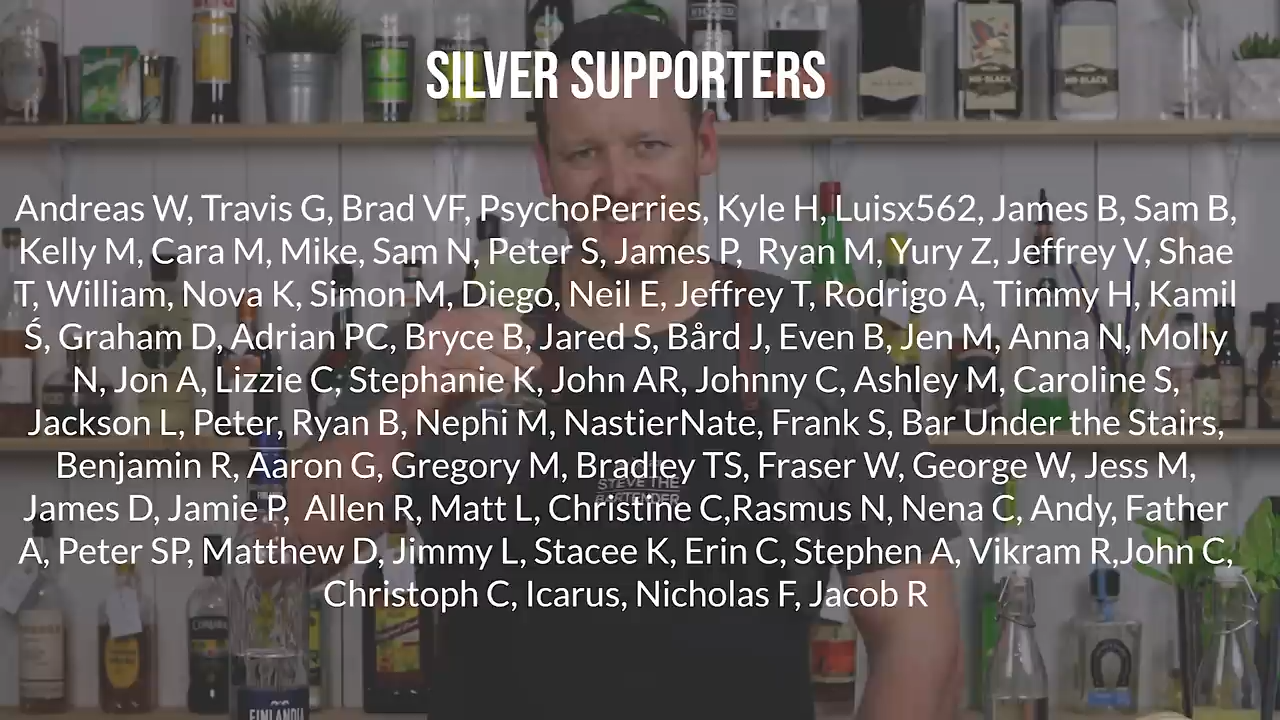 SILVER SUPPORTERS
Andreas W, Travis G, Brad VF, PsychoPerries, Kyle H, Luisx562, James B, Sam B,
Kelly M, Cara M, Mike, Sam N, Peter S, James P, Ryan M, Yury Z, Jeffrey V, Shae
T, William, Nova K, Simon M, Diego, Neil E, Jeffrey T, Rodrigo A, Timmy H, Kamil
Ś, Graham D, Adrian PC, Bryce B, Jared S, Bård J, Even B, Jen M, Anna N, Molly
N, Jon A, Lizzie C, Stephanie K, John AR, Johnny C, Ashley M, Caroline S,
Jackson L, Peter, Ryan B, Nephi M, NastierNate, Frank S, Bar Under the Stairs,
Benjamin R, Aaron G, Gregory M, Bradley TS, Fraser W, George W, Jess M,
STEVE THE
BARTENDER
James D, Jamie P, Allen R, Matt L, Christine C,Rasmus N, Nena C, Andy, Father
A, Peter SP, Matthew D, Jimmy L, Stacee K, Erin C, Stephen A, Vikram R,John C,
Christoph C, Icarus, Nicholas F, Jacob R
FINLANDIA